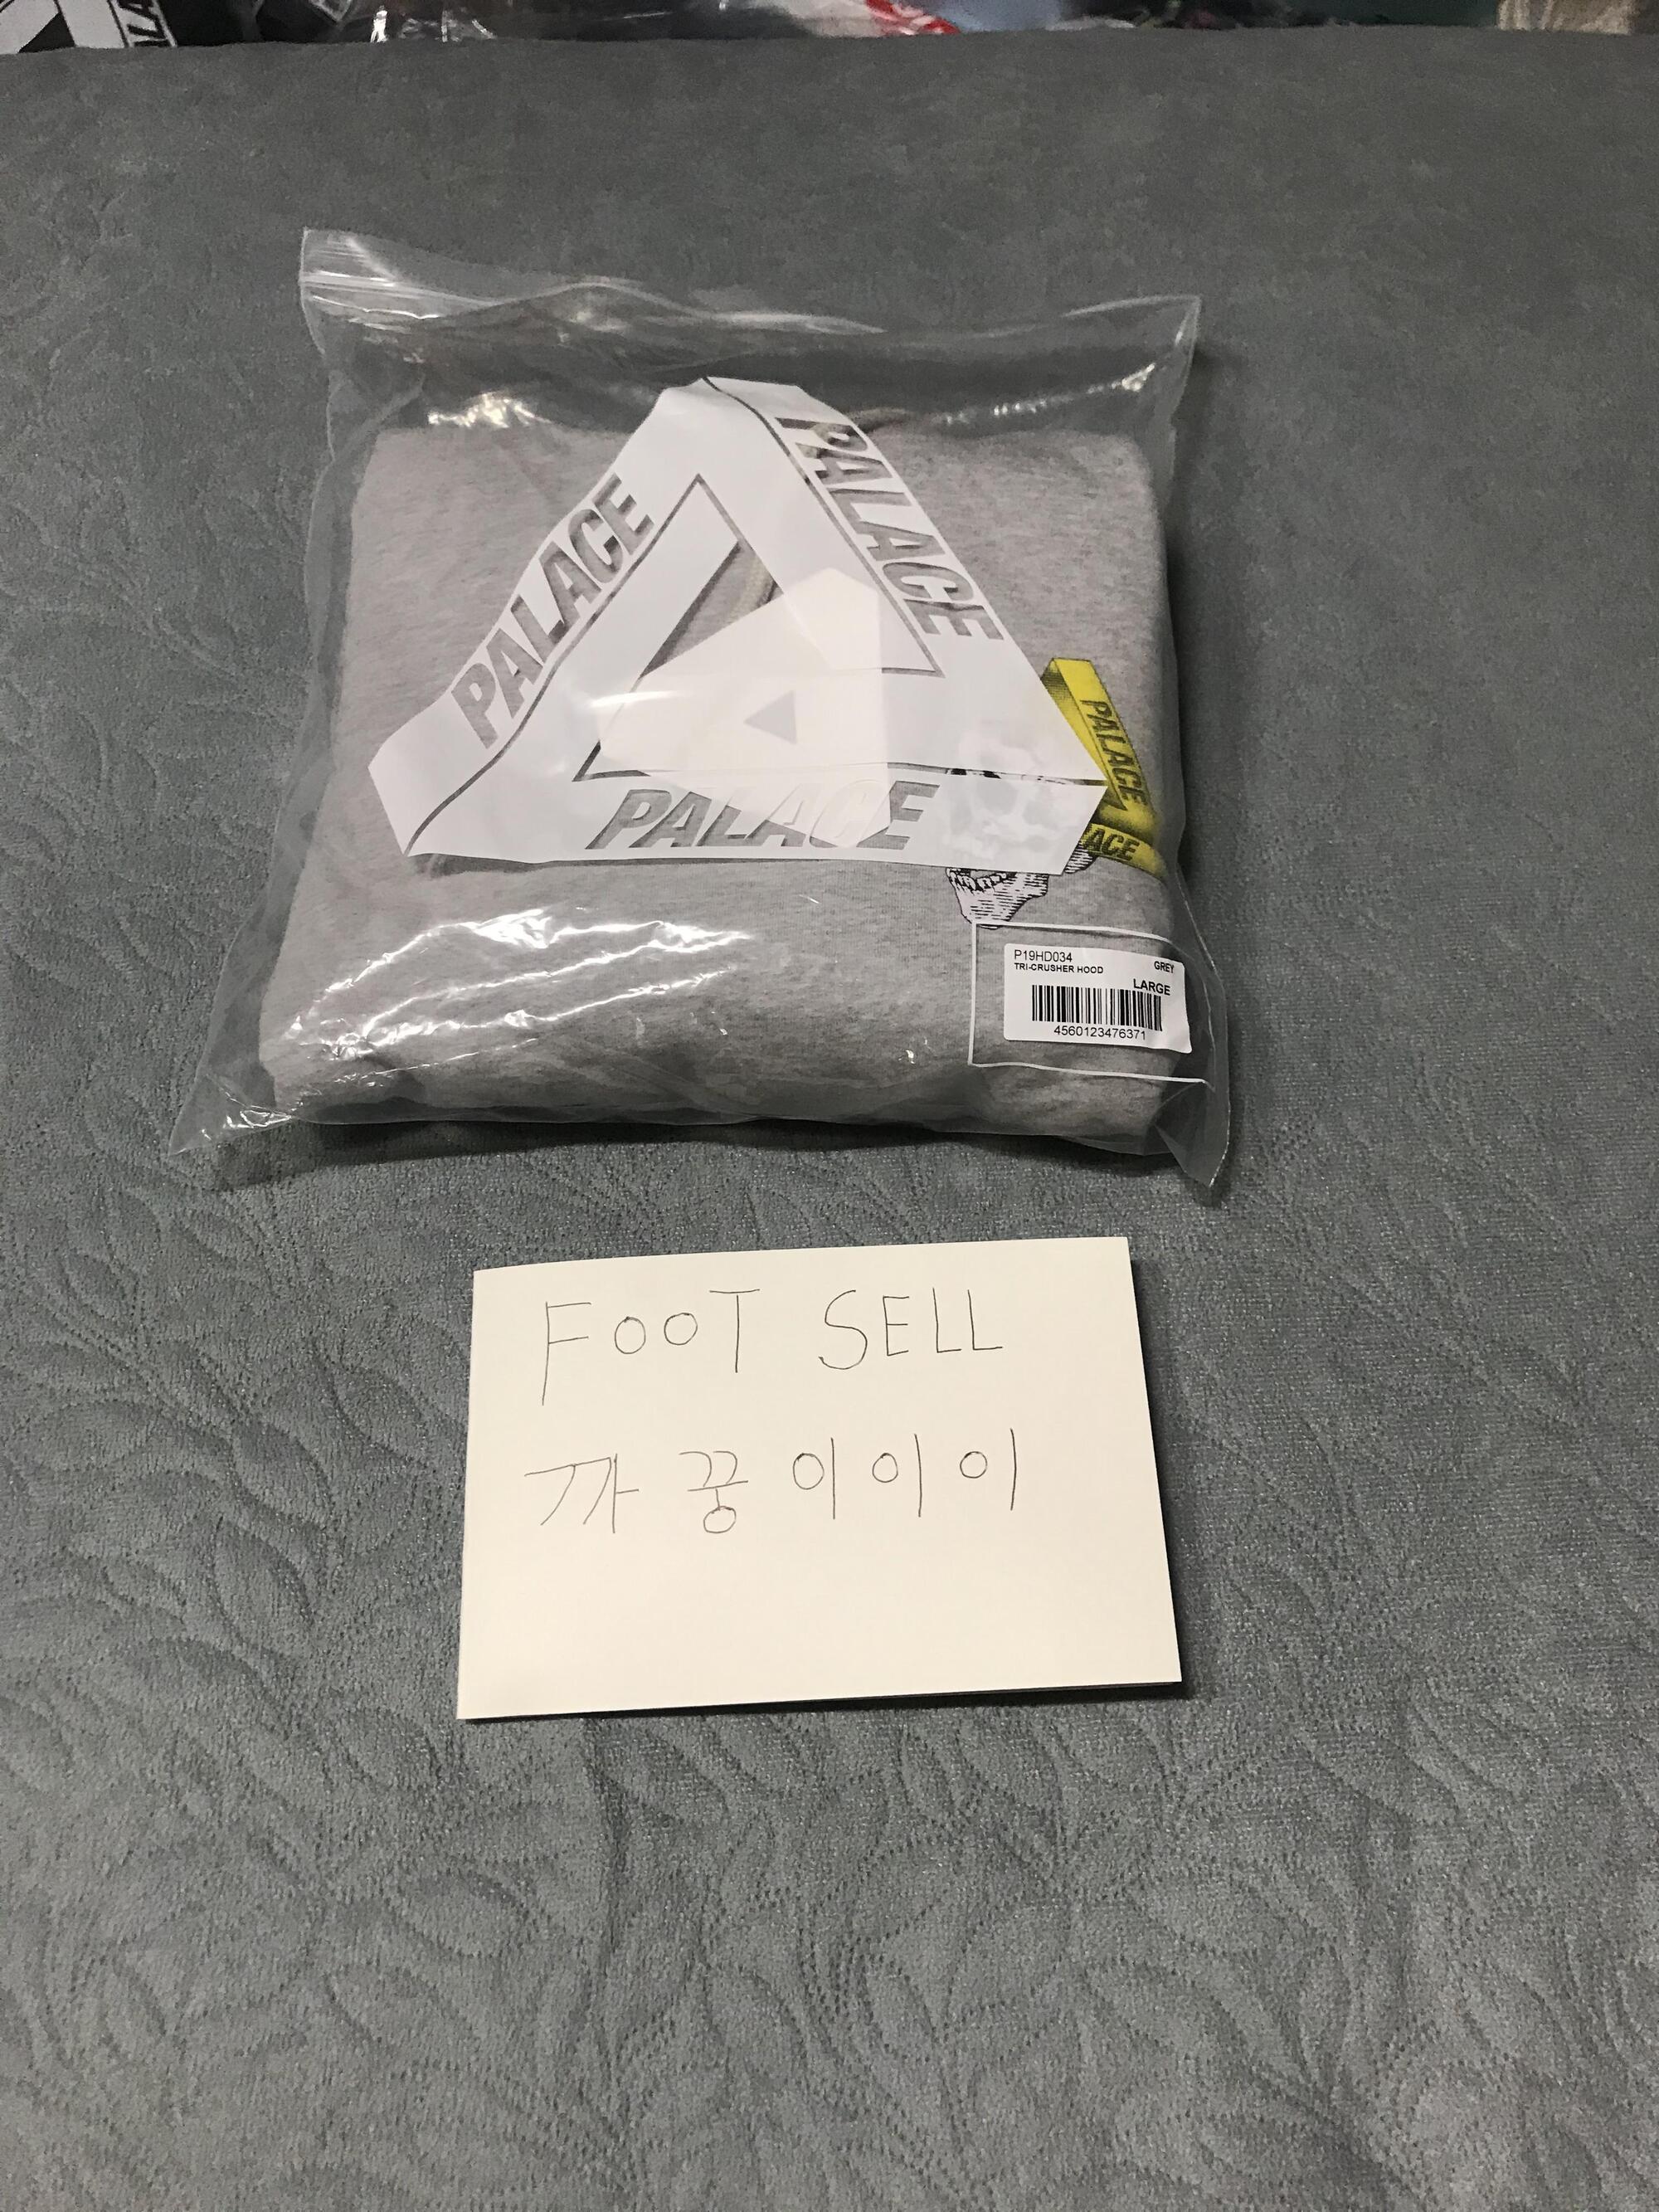 PALACE
PALACE
PALACE
PALACE
ACE
P19HD034
GREY
TRI-CRUSHER HOOD
LARGE
4560123476371
FOOT SELL
까꿍이이이